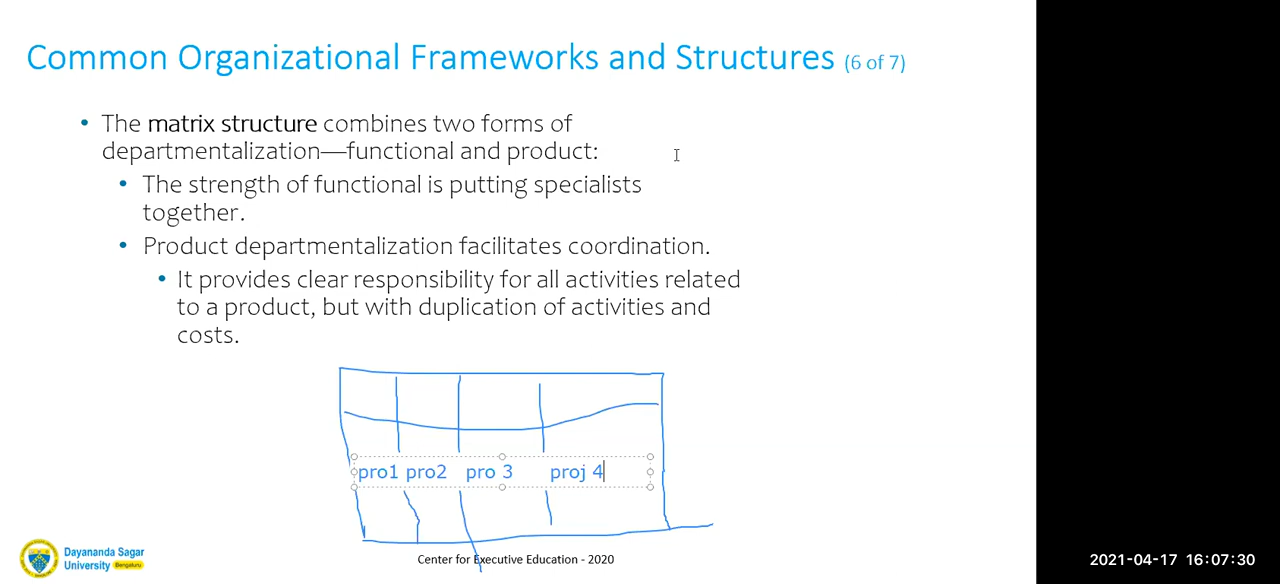 Common Organizational Frameworks and Structures (6 of 7)
• The matrix structure combines two forms of
departmentalization—functional and product:
• The strength of functional is putting specialists
together.
• Product departmentalization facilitates coordination.
• It provides clear responsibility for all activities related
to a product, but with duplication of activities and
costs.
pro1 pro2 pro 3 proj 4
Dayananda Sagar
University Bengaluru
Center for Executive Education - 2020
2021-04-17 16:07:30